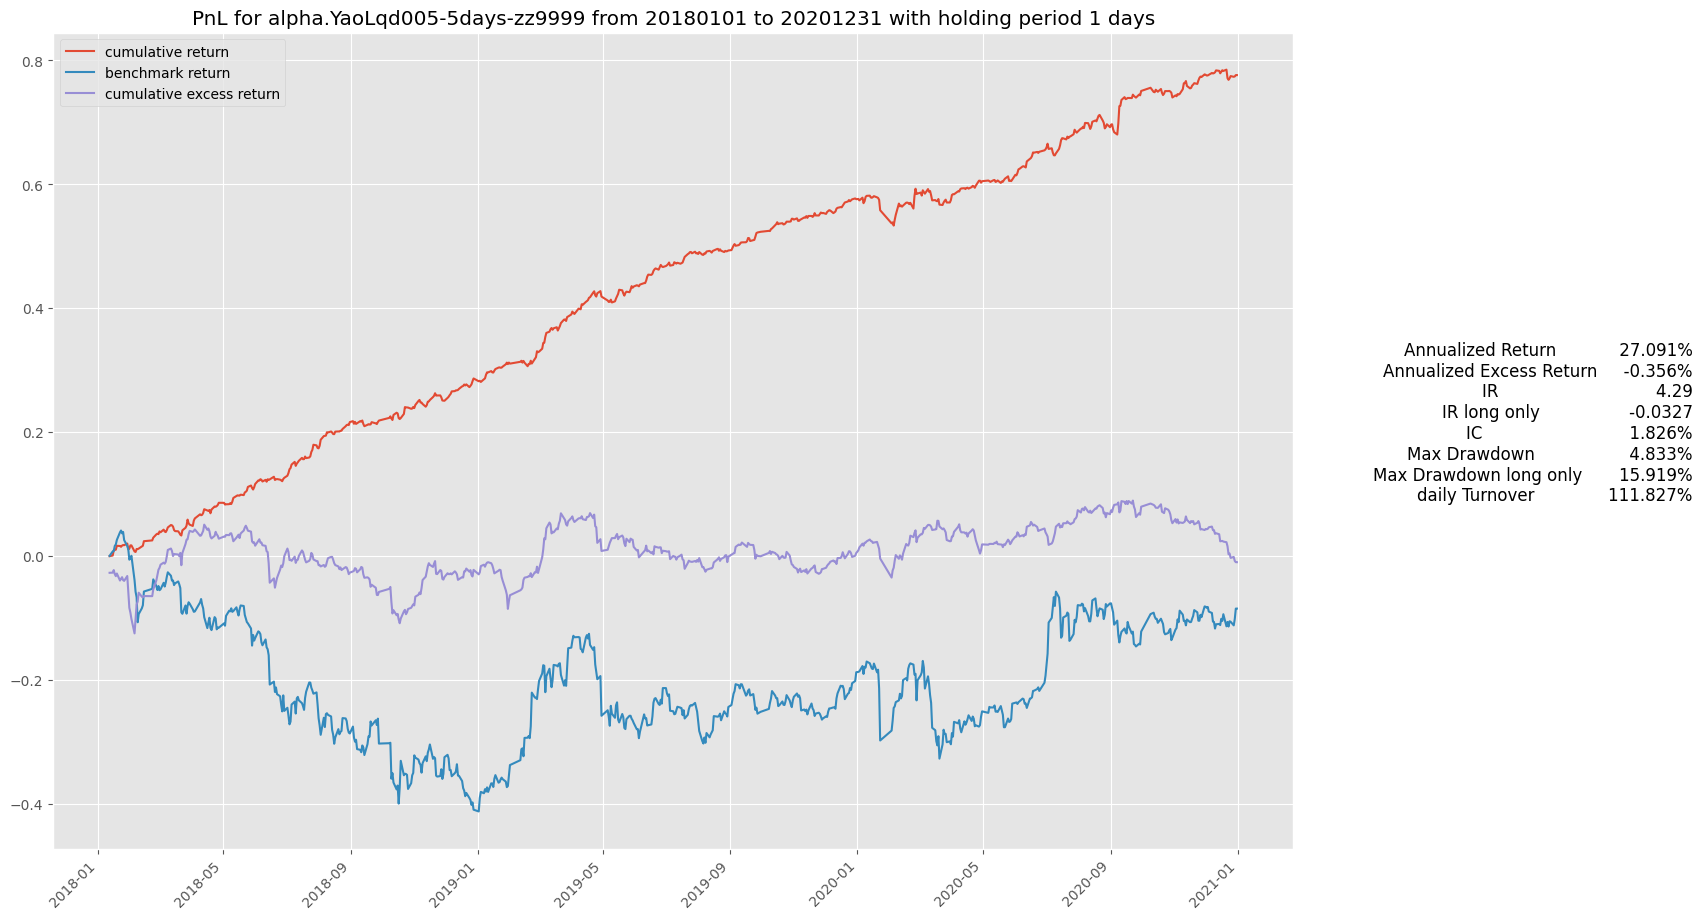 PnL for alpha.YaoLqd005-5days-zz9999 from 20180101 to 20201231 with holding period 1 days
cumulative return
benchmark return
cumulative excess return
0.8
0.6
0.4
0.2
0.0
−0.2
−0.4
2018-01
2018-05
2018-09
2019-01
2019-05
2019-09
2020-01
2020-05
2020-09
2021-01
Annualized Return 27.091%
Annualized Excess Return -0.356%
IR 4.29
IR long only -0.0327
IC 1.826%
Max Drawdown 4.833%
Max Drawdown long only 15.919%
daily Turnover 111.827%